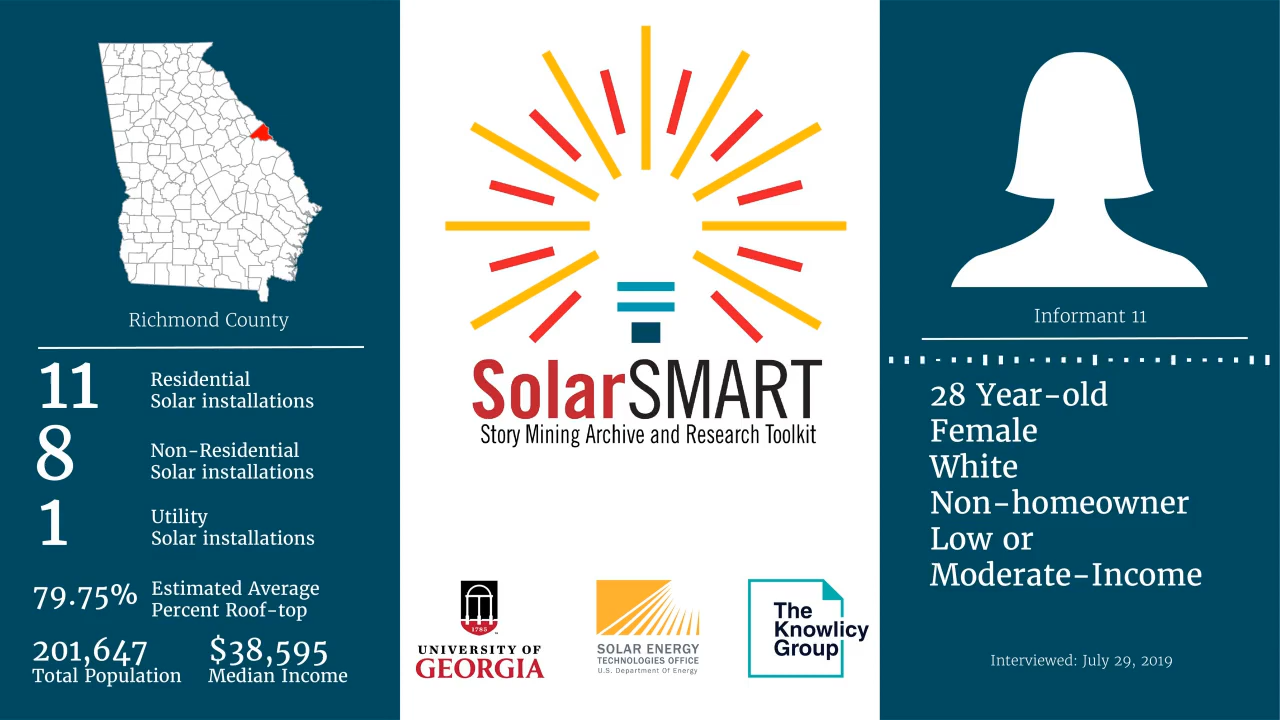 Richmond County
11
Residential
Solar installations
8
Non-Residential
Solar installations
1
Utility
Solar installations
79.75%
Estimated Average
Percent Roof-top
201,647
Total Population
$38,595
Median Income
SolarSMART
Story Mining Archive and Research Toolkit
1785
UNIVERSITY OF
GEORGIA
SOLAR ENERGY
TECHNOLOGIES OFFICE
U.S. Department Of Energy
The
Knowlicy
Group
Informant 11
28 Year-old
Female
White
Non-homeowner
Low or
Moderate-Income
Interviewed: July 29, 2019